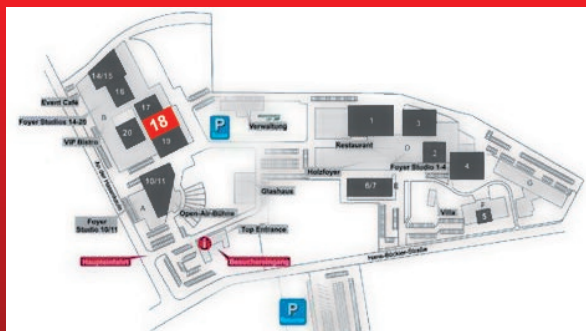 14/15
16
Event Café
17
Foyer Studios 14-20
B
18
P
20
19
VIP Bistro
Verwaltung
1
3
Restaurant
D
2
Foyer Studio 1-4
4
10/11
Holzfoyer
6/7
E
G
Glashaus
A
Open-Air-Bühne
Villa
F
5
Foyer
Studio 10/11
Top Entrance
i
Haupteinfahrt
Besuchereingang
P